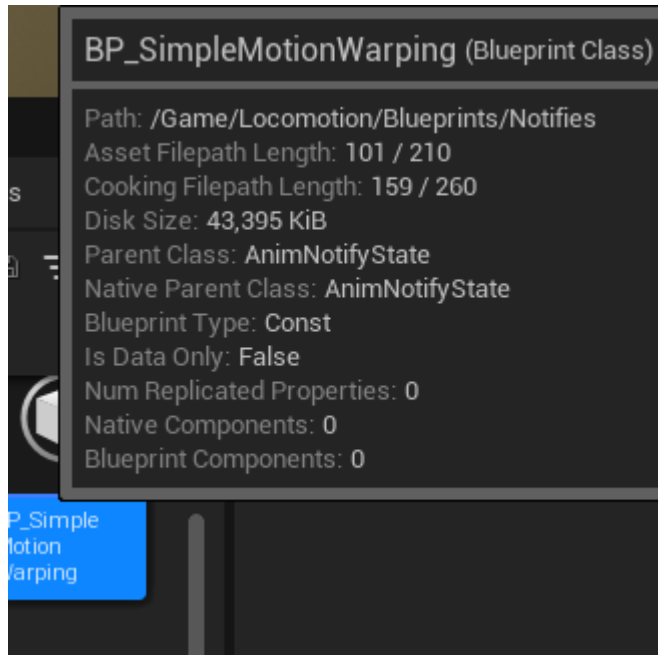 BP_SimpleMotionWarping (Blueprint Class)
Path: /Game/Locomotion/Blueprints/Notifies
Asset Filepath Length: 101 / 210
Cooking Filepath Length: 159 / 260
Disk Size: 43,395 KiB
Parent Class: AnimNotifyState
Native Parent Class: AnimNotifyState
Blueprint Type: Const
Is Data Only: False
Num Replicated Properties: 0
Native Components: 0
Blueprint Components: 0
s
P_Simple
Motion
Warping